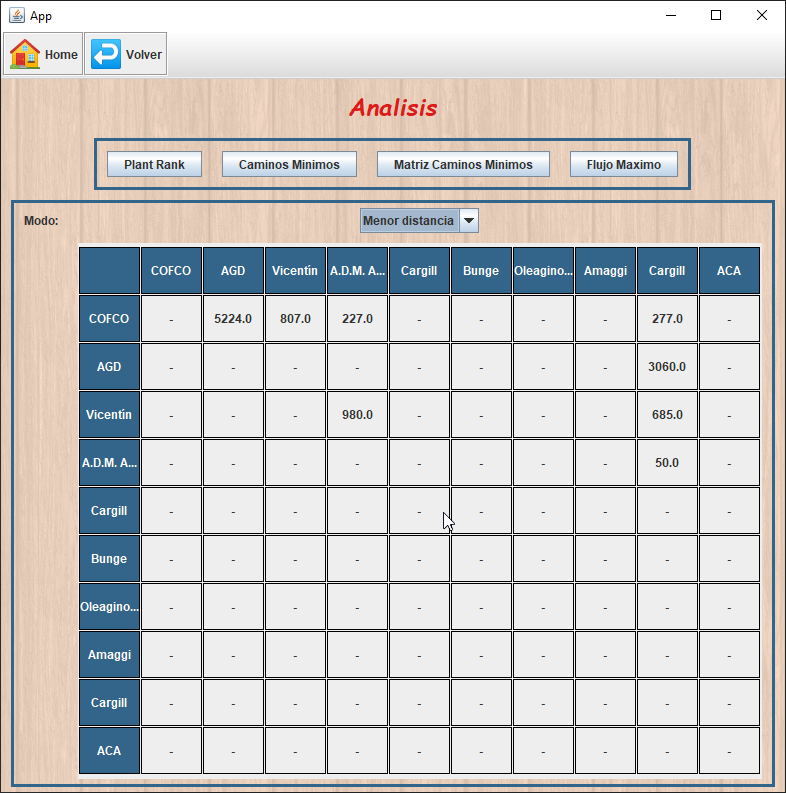 App
Home Volver
Analisis
Plant Rank Caminos Minimos Matriz Caminos Minimos Flujo Maximo
Modo: Menor distancia
COFCO AGD Vicentìn A.D.M. A... Cargill Bunge Oleagino... Amaggi Cargill ACA
COFCO - 5224.0 807.0 227.0 - - - - 277.0 -
AGD - - - - - - - - 3060.0 -
Vicentìn - - - 980.0 - - - - 685.0 -
A.D.M. A... - - - - - - - - 50.0 -
Cargill - - - - - - - - - -
Bunge - - - - - - - - - -
Oleagino... - - - - - - - - - -
Amaggi - - - - - - - - - -
Cargill - - - - - - - - - -
ACA - - - - - - - - - -